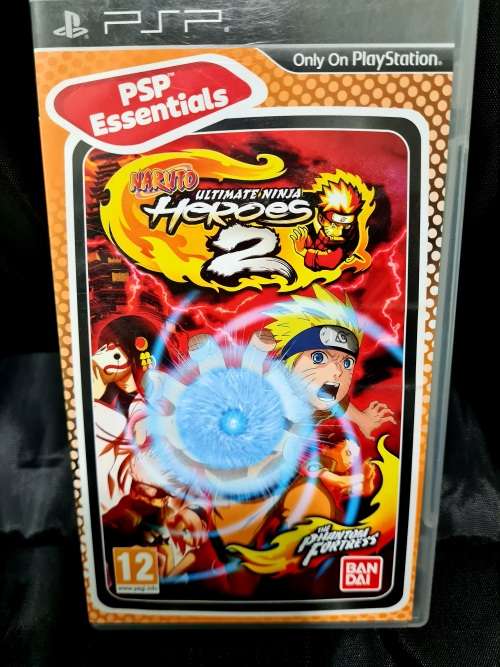 PSP
Only On PlayStation®
PSP™
Essentials
NARUTO
ULTIMATE NINJA
HEROES
2
THE
PHANTOM
FORTRESS
12
www.pegi.info
BAN
DAI